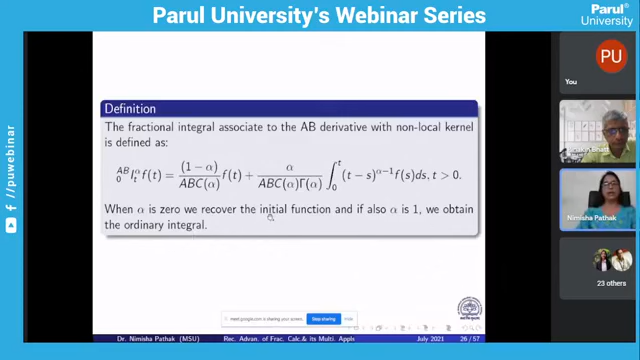 Parul University's Webinar Series
Parul®
University
/puwebinar
Definition
The fractional integral associate to the AB derivative with non-local kernel
is defined as:
$^{AB}_{0}I^{\alpha}_{t}f(t) = \frac{(1-\alpha)}{ABC(\alpha)}f(t) + \frac{\alpha}{ABC(\alpha)\Gamma(\alpha)}\int_{0}^{t}(t-s)^{\alpha-1}f(s)ds, t > 0.$
When α is zero we recover the initial function and if also α is 1, we obtain
the ordinary integral.
meet.google.com is sharing your screen.
Stop sharing
Hide
Dr. Nimisha Pathak (MSU)
Rec. Advan. of Frac. Calc.& its Multi. Appls
July 2021
26 / 57
PU
You
Bhatt
Nimisha Pathak
23 others